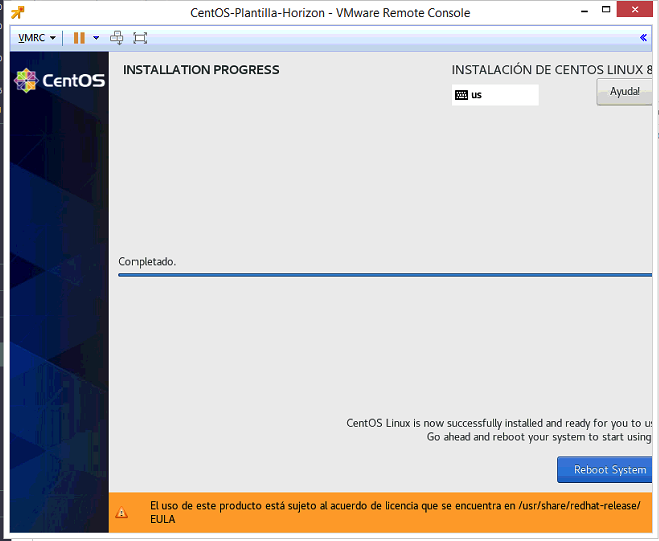 CentOS-Plantilla-Horizon - VMware Remote Console
VMRC
CentOS
INSTALLATION PROGRESS
INSTALACIÓN DE CENTOS LINUX 8
us
Ayuda!
Completado.
CentOS Linux is now successfully installed and ready for you to us
Go ahead and reboot your system to start using
Reboot System
El uso de este producto está sujeto al acuerdo de licencia que se encuentra en /usr/share/redhat-release/
EULA